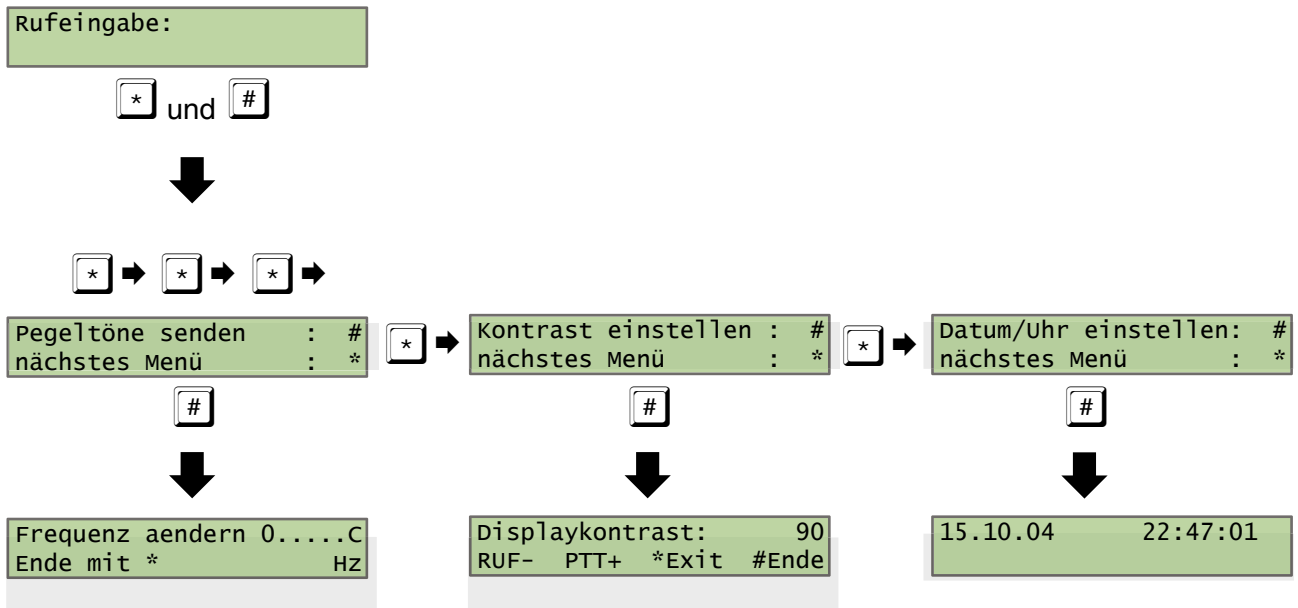 Rufeingabe:
* und #
* * *
Pegeltöne senden : #
nächstes Menü : *
*
Kontrast einstellen : #
nächstes Menü : *
*
Datum/Uhr einstellen: #
nächstes Menü : *
# # #
Frequenz aendern 0.....C
Ende mit * Hz
Displaykontrast: 90
RUF- PTT+ *Exit #Ende
15.10.04 22:47:01